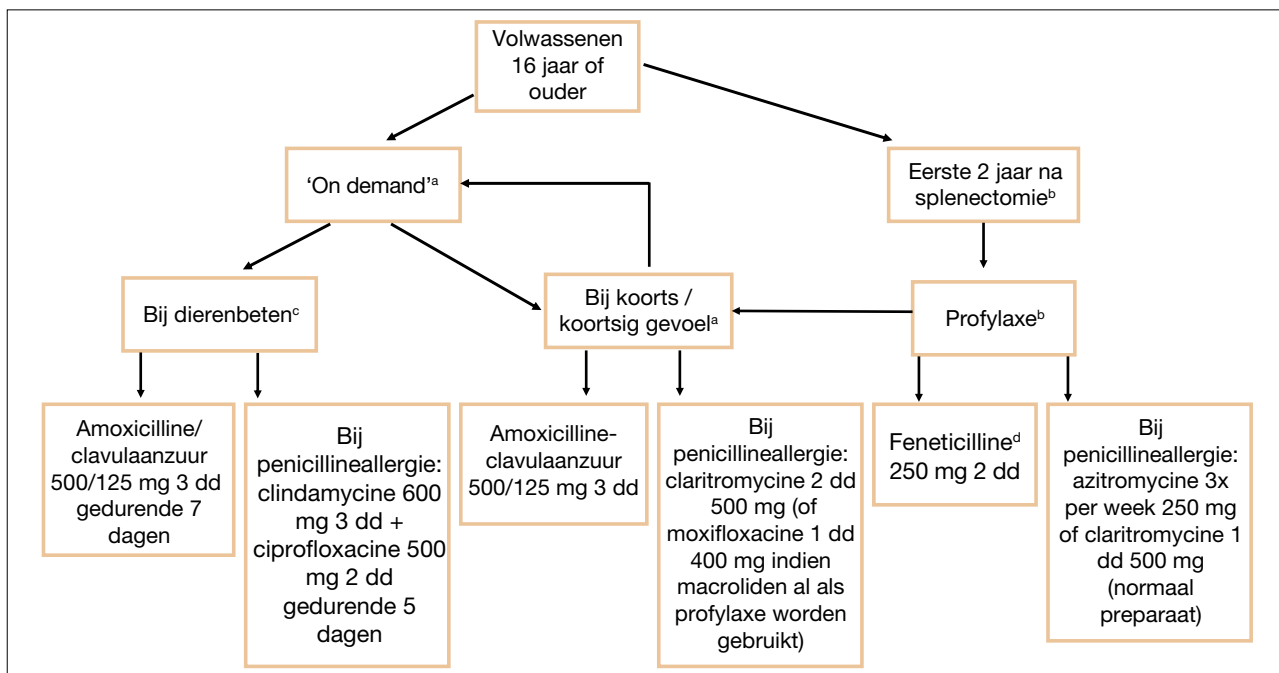 Volwassenen
16 jaar of
ouder
‘On demand’ᵃ
Eerste 2 jaar na
splenectomieᵇ
Bij dierenbetenᶜ
Bij koorts /
koortsig gevoelᵃ
Profylaxeᵇ
Amoxicilline/
clavulaanzuur
500/125 mg 3 dd
gedurende 7
dagen
Bij
penicillineallergie:
clindamycine 600
mg 3 dd +
ciprofloxacine 500
mg 2 dd
gedurende 5
dagen
Amoxicilline-
clavulaanzuur
500/125 mg 3 dd
Bij
penicillineallergie:
claritromycine 2 dd
500 mg (of
moxifloxacine 1 dd
400 mg indien
macroliden al als
profylaxe worden
gebruikt)
Feneticillineᵈ
250 mg 2 dd
Bij
penicillineallergie:
azitromycine 3x
per week 250 mg
of claritromycine 1
dd 500 mg
(normaal
preparaat)